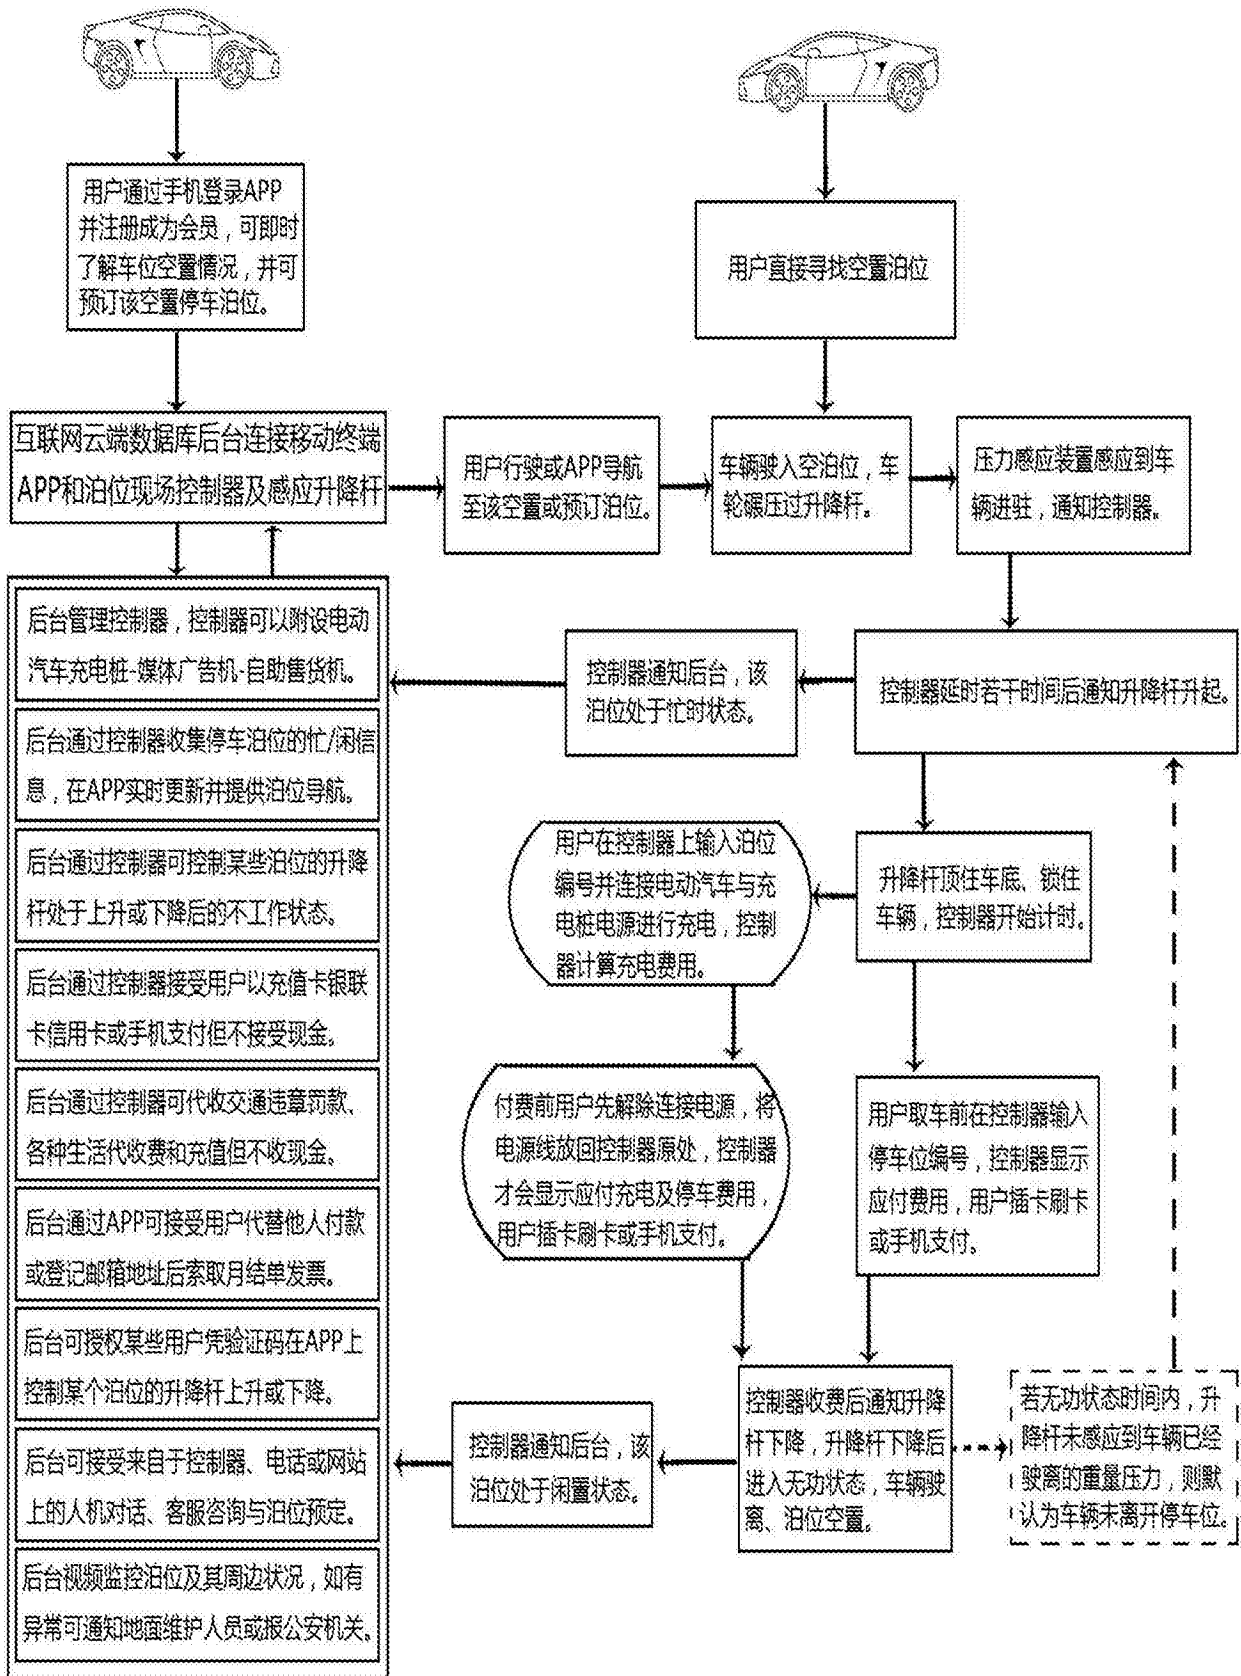 用户通过手机登录APP
并注册成为会员，可即时
了解车位空置情况，并可
预订该空置停车泊位。
用户直接寻找空置泊位
互联网云端数据库后台连接移动终端
APP和泊位现场控制器及感应升降杆
用户行驶或APP导航
至该空置或预订泊位。
车辆驶入空泊位，车
轮碾压过升降杆。
压力感应装置感应到车
辆进驻，通知控制器。
控制器延时若干时间后通知升降杆升起。
控制器通知后台，该
泊位处于忙时状态。
后台管理控制器，控制器可以附设电动
汽车充电桩-媒体广告机-自助售货机。
后台通过控制器收集停车泊位的忙/闲信
息，在APP实时更新并提供泊位导航。
后台通过控制器可控制某些泊位的升降
杆处于上升或下降后的不工作状态。
后台通过控制器接受用户以充值卡银联
卡信用卡或手机支付但不接受现金。
后台通过控制器可代收交通违章罚款、
各种生活代收费和充值但不收现金。
后台通过APP可接受用户代替他人付款
或登记邮箱地址后索取月结单发票。
后台可授权某些用户凭验证码在APP上
控制某个泊位的升降杆上升或下降。
后台可接受来自于控制器、电话或网站
上的人机对话、客服咨询与泊位预定。
后台视频监控泊位及其周边状况，如有
异常可通知地面维护人员或报公安机关。
用户在控制器上输入泊位
编号并连接电动汽车与充
电桩电源进行充电，控制
器计算充电费用。
升降杆顶住车底、锁住
车辆，控制器开始计时。
付费前用户先解除连接电源，将
电源线放回控制器原处，控制器
才会显示应付充电及停车费用，
用户插卡刷卡或手机支付。
用户取车前在控制器输入
停车位编号，控制器显示
应付费用，用户插卡刷卡
或手机支付。
控制器收费后通知升降
杆下降，升降杆下降后
进入无功状态，车辆驶
离、泊位空置。
控制器通知后台，该
泊位处于闲置状态。
若无功状态时间内，升
降杆未感应到车辆已经
驶离的重量压力，则默
认为车辆未离开停车位。